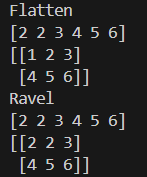 Flatten
[2 2 3 4 5 6]
[[1 2 3]
 [4 5 6]]
Ravel
[2 2 3 4 5 6]
[[2 2 3]
 [4 5 6]]